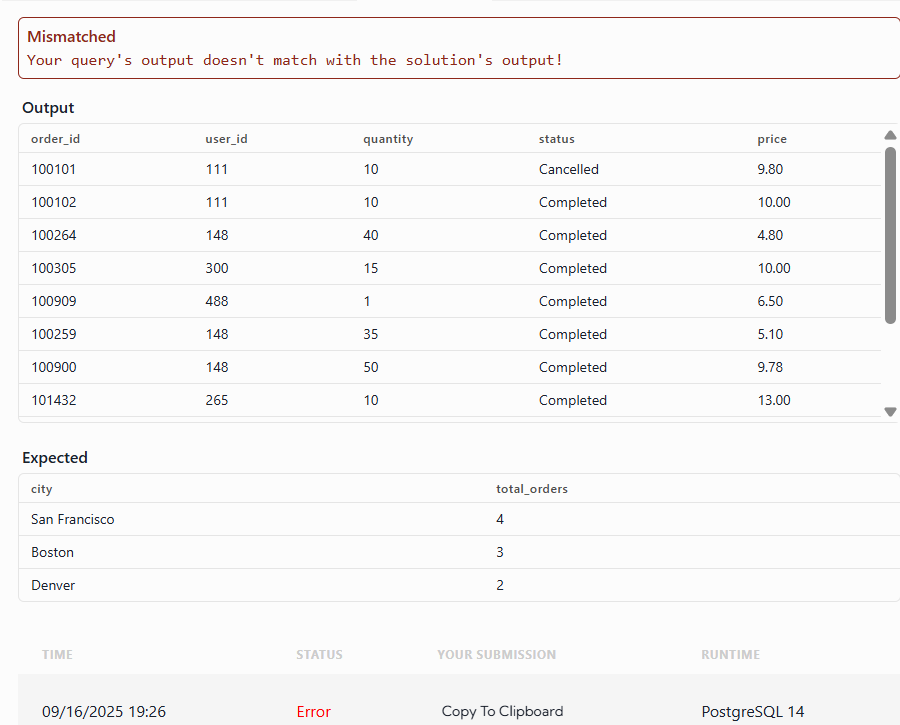 Mismatched
Your query's output doesn't match with the solution's output!
Output
order_id user_id quantity status price
100101 111 10 Cancelled 9.80
100102 111 10 Completed 10.00
100264 148 40 Completed 4.80
100305 300 15 Completed 10.00
100909 488 1 Completed 6.50
100259 148 35 Completed 5.10
100900 148 50 Completed 9.78
101432 265 10 Completed 13.00
Expected
city total_orders
San Francisco 4
Boston 3
Denver 2
TIME STATUS YOUR SUBMISSION RUNTIME
09/16/2025 19:26 Error Copy To Clipboard PostgreSQL 14